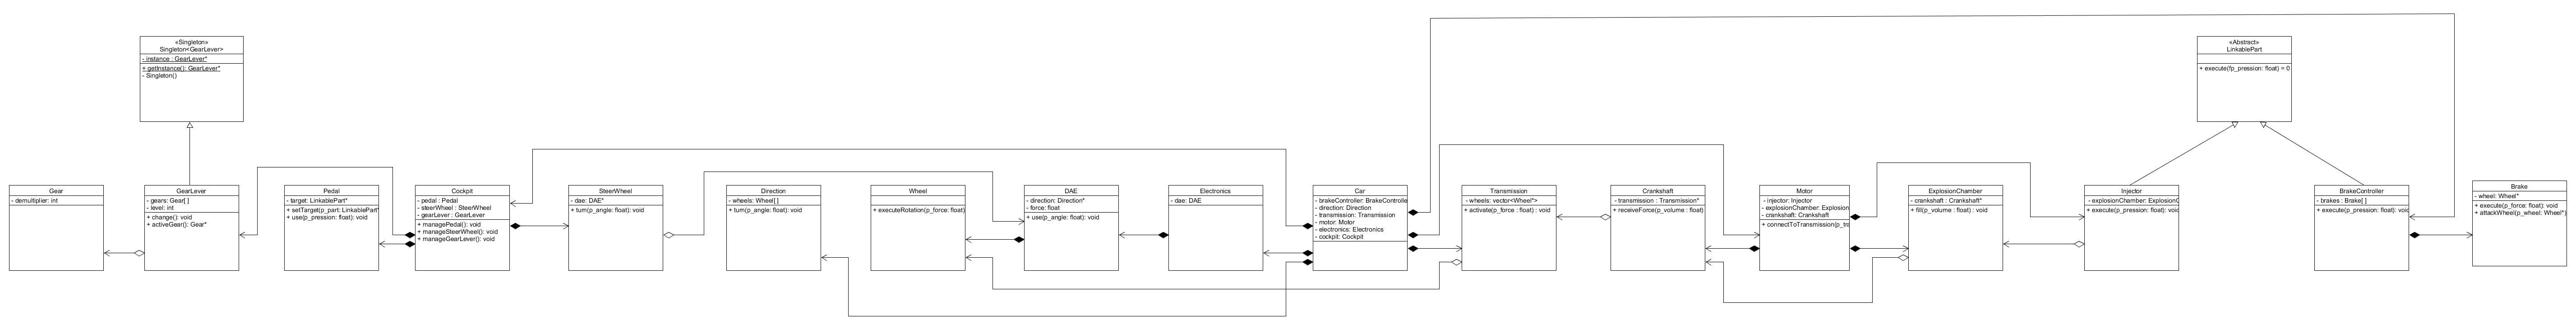 «Singleton»
Singleton<GearLever>
- instance : GearLever*
+ getInstance(): GearLever*
- Singleton()
«Abstract»
LinkablePart
+ execute(fp_pression: float) = 0
Gear
- demultiplier: int
GearLever
- gears: Gear[ ]
- level: int
+ change(): void
+ activeGear(): Gear*
Pedal
- target: LinkablePart*
+ setTarget(p_part: LinkablePart*
+ use(p_pression: float): void
Cockpit
- pedal : Pedal
- steerWheel : SteerWheel
- gearLever : GearLever
+ managePedal(): void
+ manageSteerWheel(): void
+ manageGearLever(): void
SteerWheel
- dae: DAE*
+ turn(p_angle: float): void
Direction
- wheels: Wheel[ ]
+ turn(p_angle: float): void
Wheel
+ executeRotation(p_force: float)
DAE
- direction: Direction*
- force: float
+ use(p_angle: float): void
Electronics
- dae: DAE
Car
- brakeController: BrakeControlle
- direction: Direction
- transmission: Transmission
- motor: Motor
- electronics: Electronics
- cockpit: Cockpit
Transmission
- wheels: vector<Wheel*>
+ activate(p_force : float) : void
Crankshaft
- transmission : Transmission*
+ receiveForce(p_volume : float)
Motor
- injector: Injector
- explosionChamber: Explosion
- crankshaft: Crankshaft
+ connectToTransmission(p_tra
ExplosionChamber
- crankshaft : Crankshaft*
+ fill(p_volume : float) : void
Injector
- explosionChamber: ExplosionC
+ execute(p_pression: float): void
BrakeController
- brakes : Brake[ ]
+ execute(p_pression: float): void
Brake
- wheel: Wheel*
+ execute(p_force: float): void
+ attackWheel(p_wheel: Wheel*)